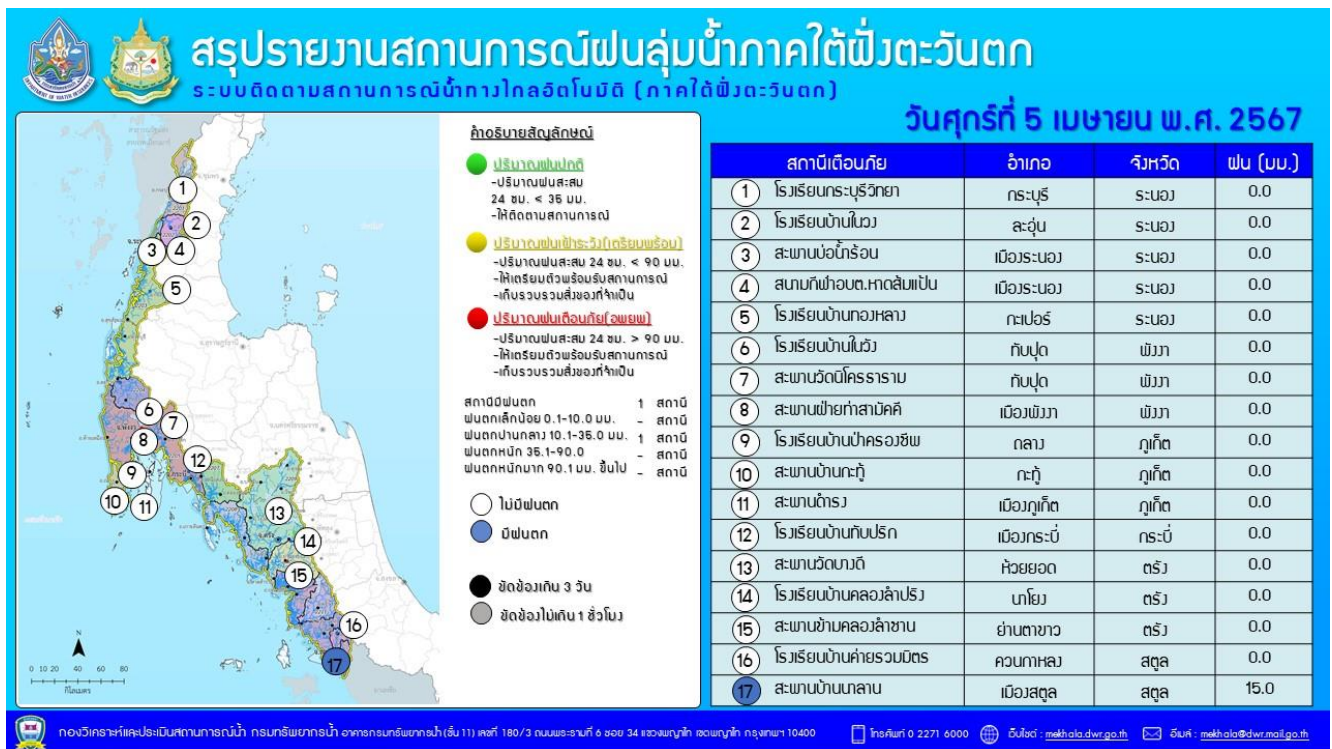 สรุปรายงานสถานการณ์ฝนลุ่มน้ำภาคใต้ฝั่งตะวันตก
ระบบติดตามสถานการณ์น้ำทางไกลอัตโนมัติ (ภาคใต้ฝั่งตะวันตก)
วันศุกร์ที่ 5 เมษายน พ.ศ. 2567
คำอธิบายสัญลักษณ์
ปริมาณฝนปกติ
-ปริมาณฝนสะสม
24 ชม. < 35 มม.
-ให้ติดตามสถานการณ์
ปริมาณฝนเฝ้าระวัง(เตรียมพร้อม)
-ปริมาณฝนสะสม 24 ชม. < 90 มม.
-ให้เตรียมตัวพร้อมรับสถานการณ์
-เก็บรวบรวมสิ่งของที่จำเป็น
ปริมาณฝนเตือนภัย(อพยพ)
-ปริมาณฝนสะสม 24 ชม. > 90 มม.
-ให้เตรียมตัวพร้อมรับสถานการณ์
-เก็บรวบรวมสิ่งของที่จำเป็น
สถานีมีฝนตก 1 สถานี
ฝนตกเล็กน้อย 0.1-10.0 มม. - สถานี
ฝนตกปานกลาง 10.1-35.0 มม. 1 สถานี
ฝนตกหนัก 35.1-90.0 - สถานี
ฝนตกหนักมาก 90.1 มม. ขึ้นไป - สถานี
ไม่มีฝนตก
มีฝนตก
ขัดข้องเกิน 3 วัน
ขัดข้องไม่เกิน 1 ชั่วโมง
1
2
3 4
5
6
7
8
9
12
10 11
13
14
15
16
17
N
0 10 20 40 60 80
กิโลเมตร
สถานีเตือนภัย อำเภอ จังหวัด ฝน (มม.)
1 โรงเรียนกระบุรีวิทยา กระบุรี ระนอง 0.0
2 โรงเรียนบ้านในวง ละอุ่น ระนอง 0.0
3 สะพานบ่อน้ำร้อน เมืองระนอง ระนอง 0.0
4 สนามกีฬาอบต.หาดส้มแป้น เมืองระนอง ระนอง 0.0
5 โรงเรียนบ้านทองหลาง กะเปอร์ ระนอง 0.0
6 โรงเรียนบ้านในวัง ทับปุด พังงา 0.0
7 สะพานวัดนิโครธาราม ทับปุด พังงา 0.0
8 สะพานฝ่ายท่าสามัคคี เมืองพังงา พังงา 0.0
9 โรงเรียนบ้านป่าครองชีพ ถลาง ภูเก็ต 0.0
10 สะพานบ้านกะทู้ กะทู้ ภูเก็ต 0.0
11 สะพานดำรง เมืองภูเก็ต ภูเก็ต 0.0
12 โรงเรียนบ้านทับปริก เมืองกระบี่ กระบี่ 0.0
13 สะพานวัดบางดี ห้วยยอด ตรัง 0.0
14 โรงเรียนบ้านคลองลำปริง นาโยง ตรัง 0.0
15 สะพานข้ามคลองลำชาน ย่านตาขาว ตรัง 0.0
16 โรงเรียนบ้านค่ายรวมมิตร ควนกาหลง สตูล 0.0
17 สะพานบ้านนาลาน เมืองสตูล สตูล 15.0
กองวิเคราะห์และประเมินสถานการณ์น้ำ กรมทรัพยากรน้ำ อาคารกรมทรัพยากรน้ำ (ชั้น 11) เลขที่ 180/3 ถนนพระรามที่ 6 ซอย 34 แขวงพญาไท เขตพญาไท กรุงเทพฯ 10400 โทรศัพท์ 0 2271 6000 เว็บไซต์ : mekhala.dwr.go.th อีเมล์ : mekhala@dwr.mail.go.th